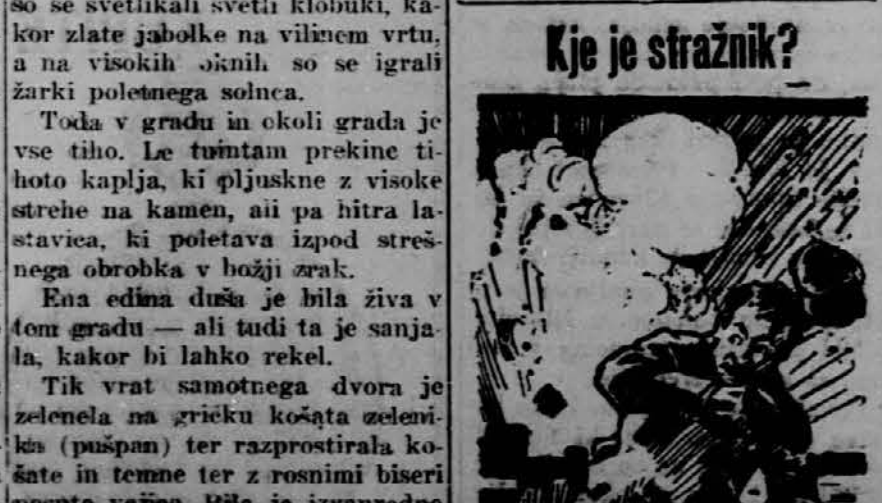 so se svetlikali svetli klobuki, ka-
kor zlate jabolke na vilinem vrtu,
a na visokih oknih so se igrali
žarki poletnega solnca.
Toda v gradu in okoli grada je
vse tiho. Le tuintam prekine ti-
hoto kaplja, ki pljuskne z visoke
strehe na kamen, ali pa hitra la-
stavica, ki poletava izpod streš-
nega obrobka v božji zrak.
Ena edina duša je bila živa v
tom gradu — ali tudi ta je sanja-
la, kakor bi lahko rekel.
Tik vrat samotnega dvora je
zelenela na gričku košata zeleni-
ka (pušpan) ter razprostirala ko-
šate in temne ter z rosnimi biseri
Kje je stražnik?